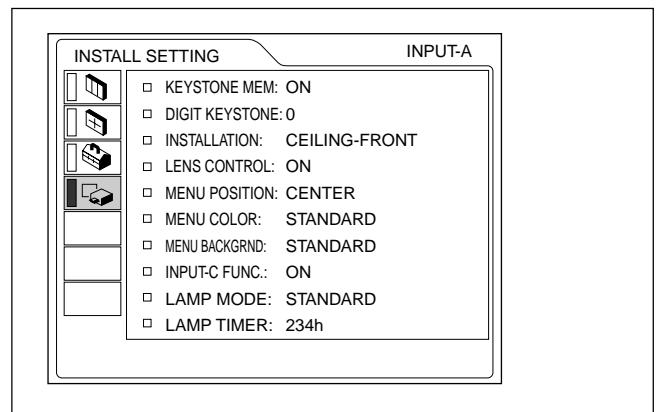 INSTALL SETTING INPUT-A
KEYSTONE MEM: ON
DIGIT KEYSTONE: 0
INSTALLATION: CEILING-FRONT
LENS CONTROL: ON
MENU POSITION: CENTER
MENU COLOR: STANDARD
MENU BACKGRND: STANDARD
INPUT-C FUNC.: ON
LAMP MODE: STANDARD
LAMP TIMER: 234h